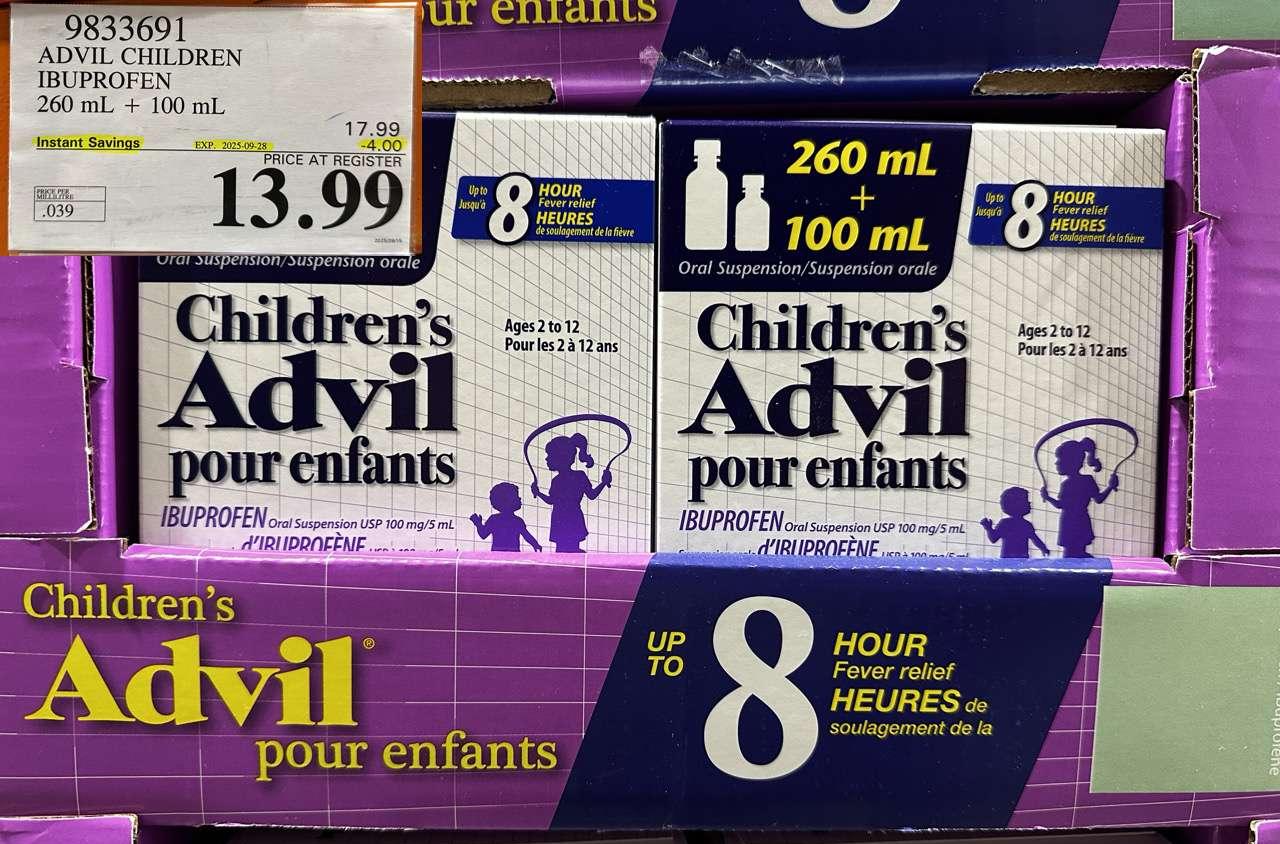 9833691
ADVIL CHILDREN
IBUPROFEN
260 mL + 100 mL
17.99
Instant Savings EXP. 2025-09-28 -4.00
PRICE AT REGISTER
PRICE PER
MILLILITRE
.039
13.99
ur enfants
8
Oral Suspension/Suspension orale
Up to
Jusqu'à
8
HOUR
Fever relief
HEURES
de soulagement de la fièvre
Children's
Advil
pour enfants
Ages 2 to 12
Pour les 2 à 12 ans
IBUPROFEN Oral Suspension USP 100 mg/5 mL
d'IBUPROFÈNE
260 mL
+
100 mL
Oral Suspension/Suspension orale
Up to
Jusqu'à
8
HOUR
Fever relief
HEURES
de soulagement de la fièvre
Children's
Advil
pour enfants
Ages 2 to 12
Pour les 2 à 12 ans
IBUPROFEN Oral Suspension USP 100 mg/5 mL
d'IBUPROFÈNE
Children's
Advil®
pour enfants
UP
TO
8
HOUR
Fever relief
HEURES de
soulagement de la